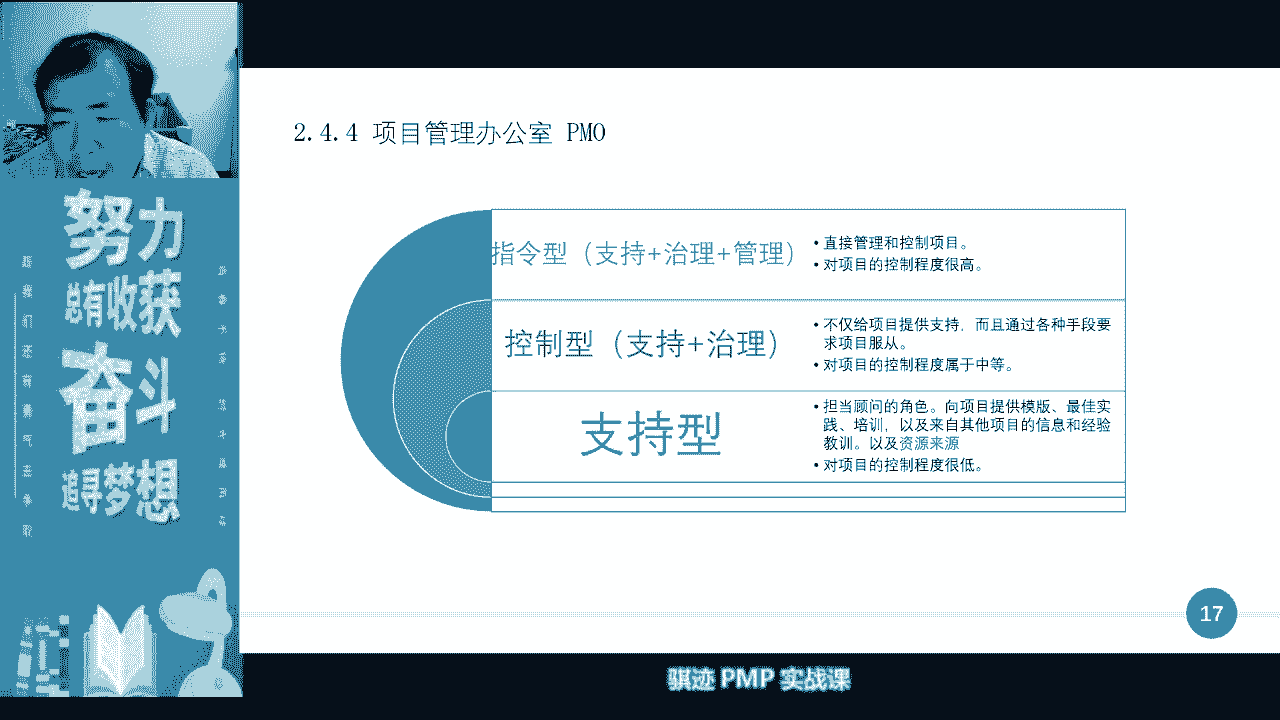 努力
总有收获
奋斗
追寻梦想
2.4.4 项目管理办公室 PMO
指令型（支持+治理+管理）
• 直接管理和控制项目。
• 对项目的控制程度很高。
控制型（支持+治理）
• 不仅给项目提供支持，而且通过各种手段要
求项目服从。
• 对项目的控制程度属于中等。
支持型
• 担当顾问的角色。向项目提供模版、最佳实
践、培训，以及来自其他项目的信息和经验
教训。以及资源来源
• 对项目的控制程度很低。
17
骐迹 PMP 实战课